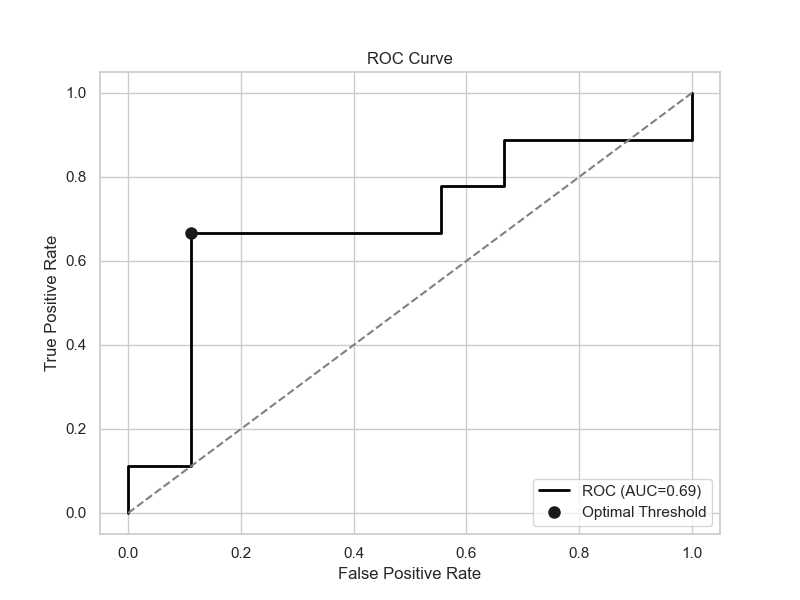 ROC Curve
1.0
0.8
0.6
0.4
0.2
0.0
True Positive Rate
0.0 0.2 0.4 0.6 0.8 1.0
False Positive Rate
ROC (AUC=0.69)
Optimal Threshold